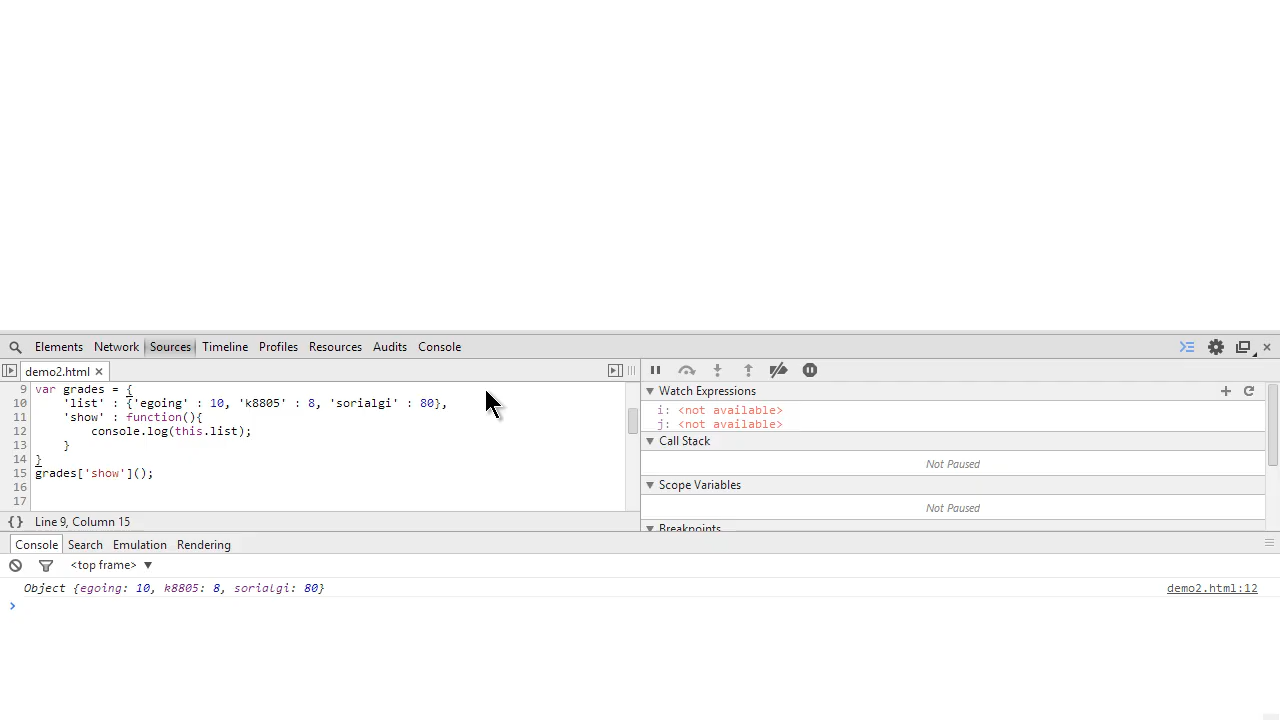 Elements Network Sources Timeline Profiles Resources Audits Console
demo2.html
9 var grades = {
10 'list' : {'egoing' : 10, 'k8805' : 8, 'sorialgi' : 80},
11 'show' : function(){
12 console.log(this.list);
13 }
14 }
15 grades['show']();
16
17
{} Line 9, Column 15
Watch Expressions
i: <not available>
j: <not available>
Call Stack
Not Paused
Scope Variables
Not Paused
Breakpoints
Console Search Emulation Rendering
<top frame>
Object {egoing: 10, k8805: 8, sorialgi: 80} demo2.html:12